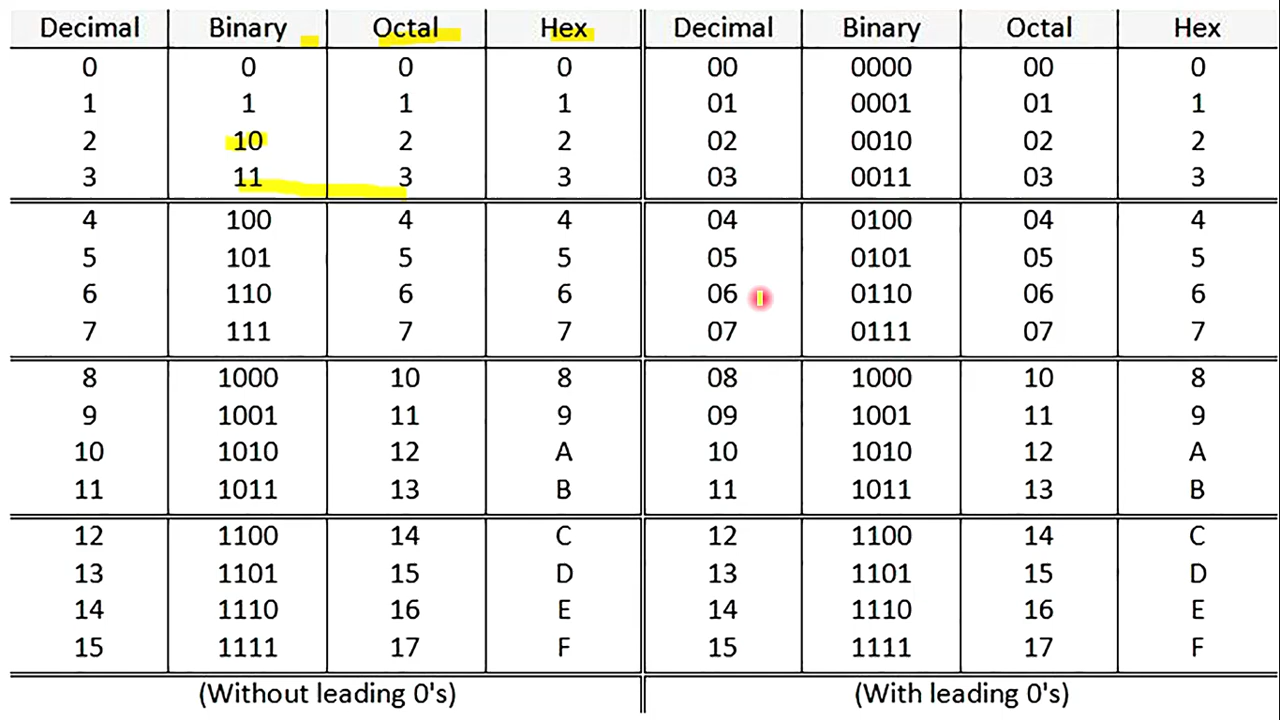 Decimal Binary Octal Hex Decimal Binary Octal Hex
0 0 0 0 00 0000 00 0
1 1 1 1 01 0001 01 1
2 10 2 2 02 0010 02 2
3 11 3 3 03 0011 03 3
4 100 4 4 04 0100 04 4
5 101 5 5 05 0101 05 5
6 110 6 6 06 0110 06 6
7 111 7 7 07 0111 07 7
8 1000 10 8 08 1000 10 8
9 1001 11 9 09 1001 11 9
10 1010 12 A 10 1010 12 A
11 1011 13 B 11 1011 13 B
12 1100 14 C 12 1100 14 C
13 1101 15 D 13 1101 15 D
14 1110 16 E 14 1110 16 E
15 1111 17 F 15 1111 17 F
(Without leading 0's) (With leading 0's)